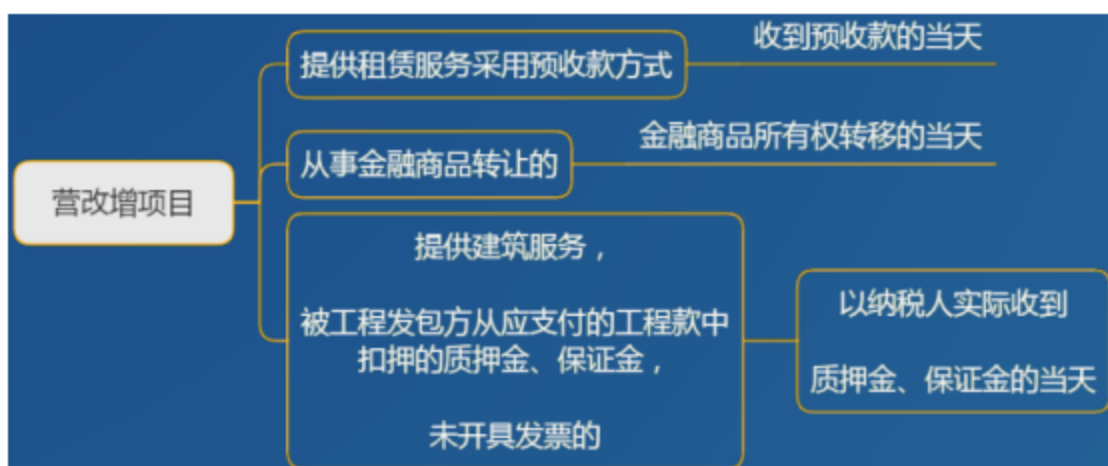 营改增项目
提供租赁服务采用预收款方式
收到预收款的当天
从事金融商品转让的
金融商品所有权转移的当天
提供建筑服务，
被工程发包方从应支付的工程款中
扣押的质押金、保证金，
未开具发票的
以纳税人实际收到
质押金、保证金的当天